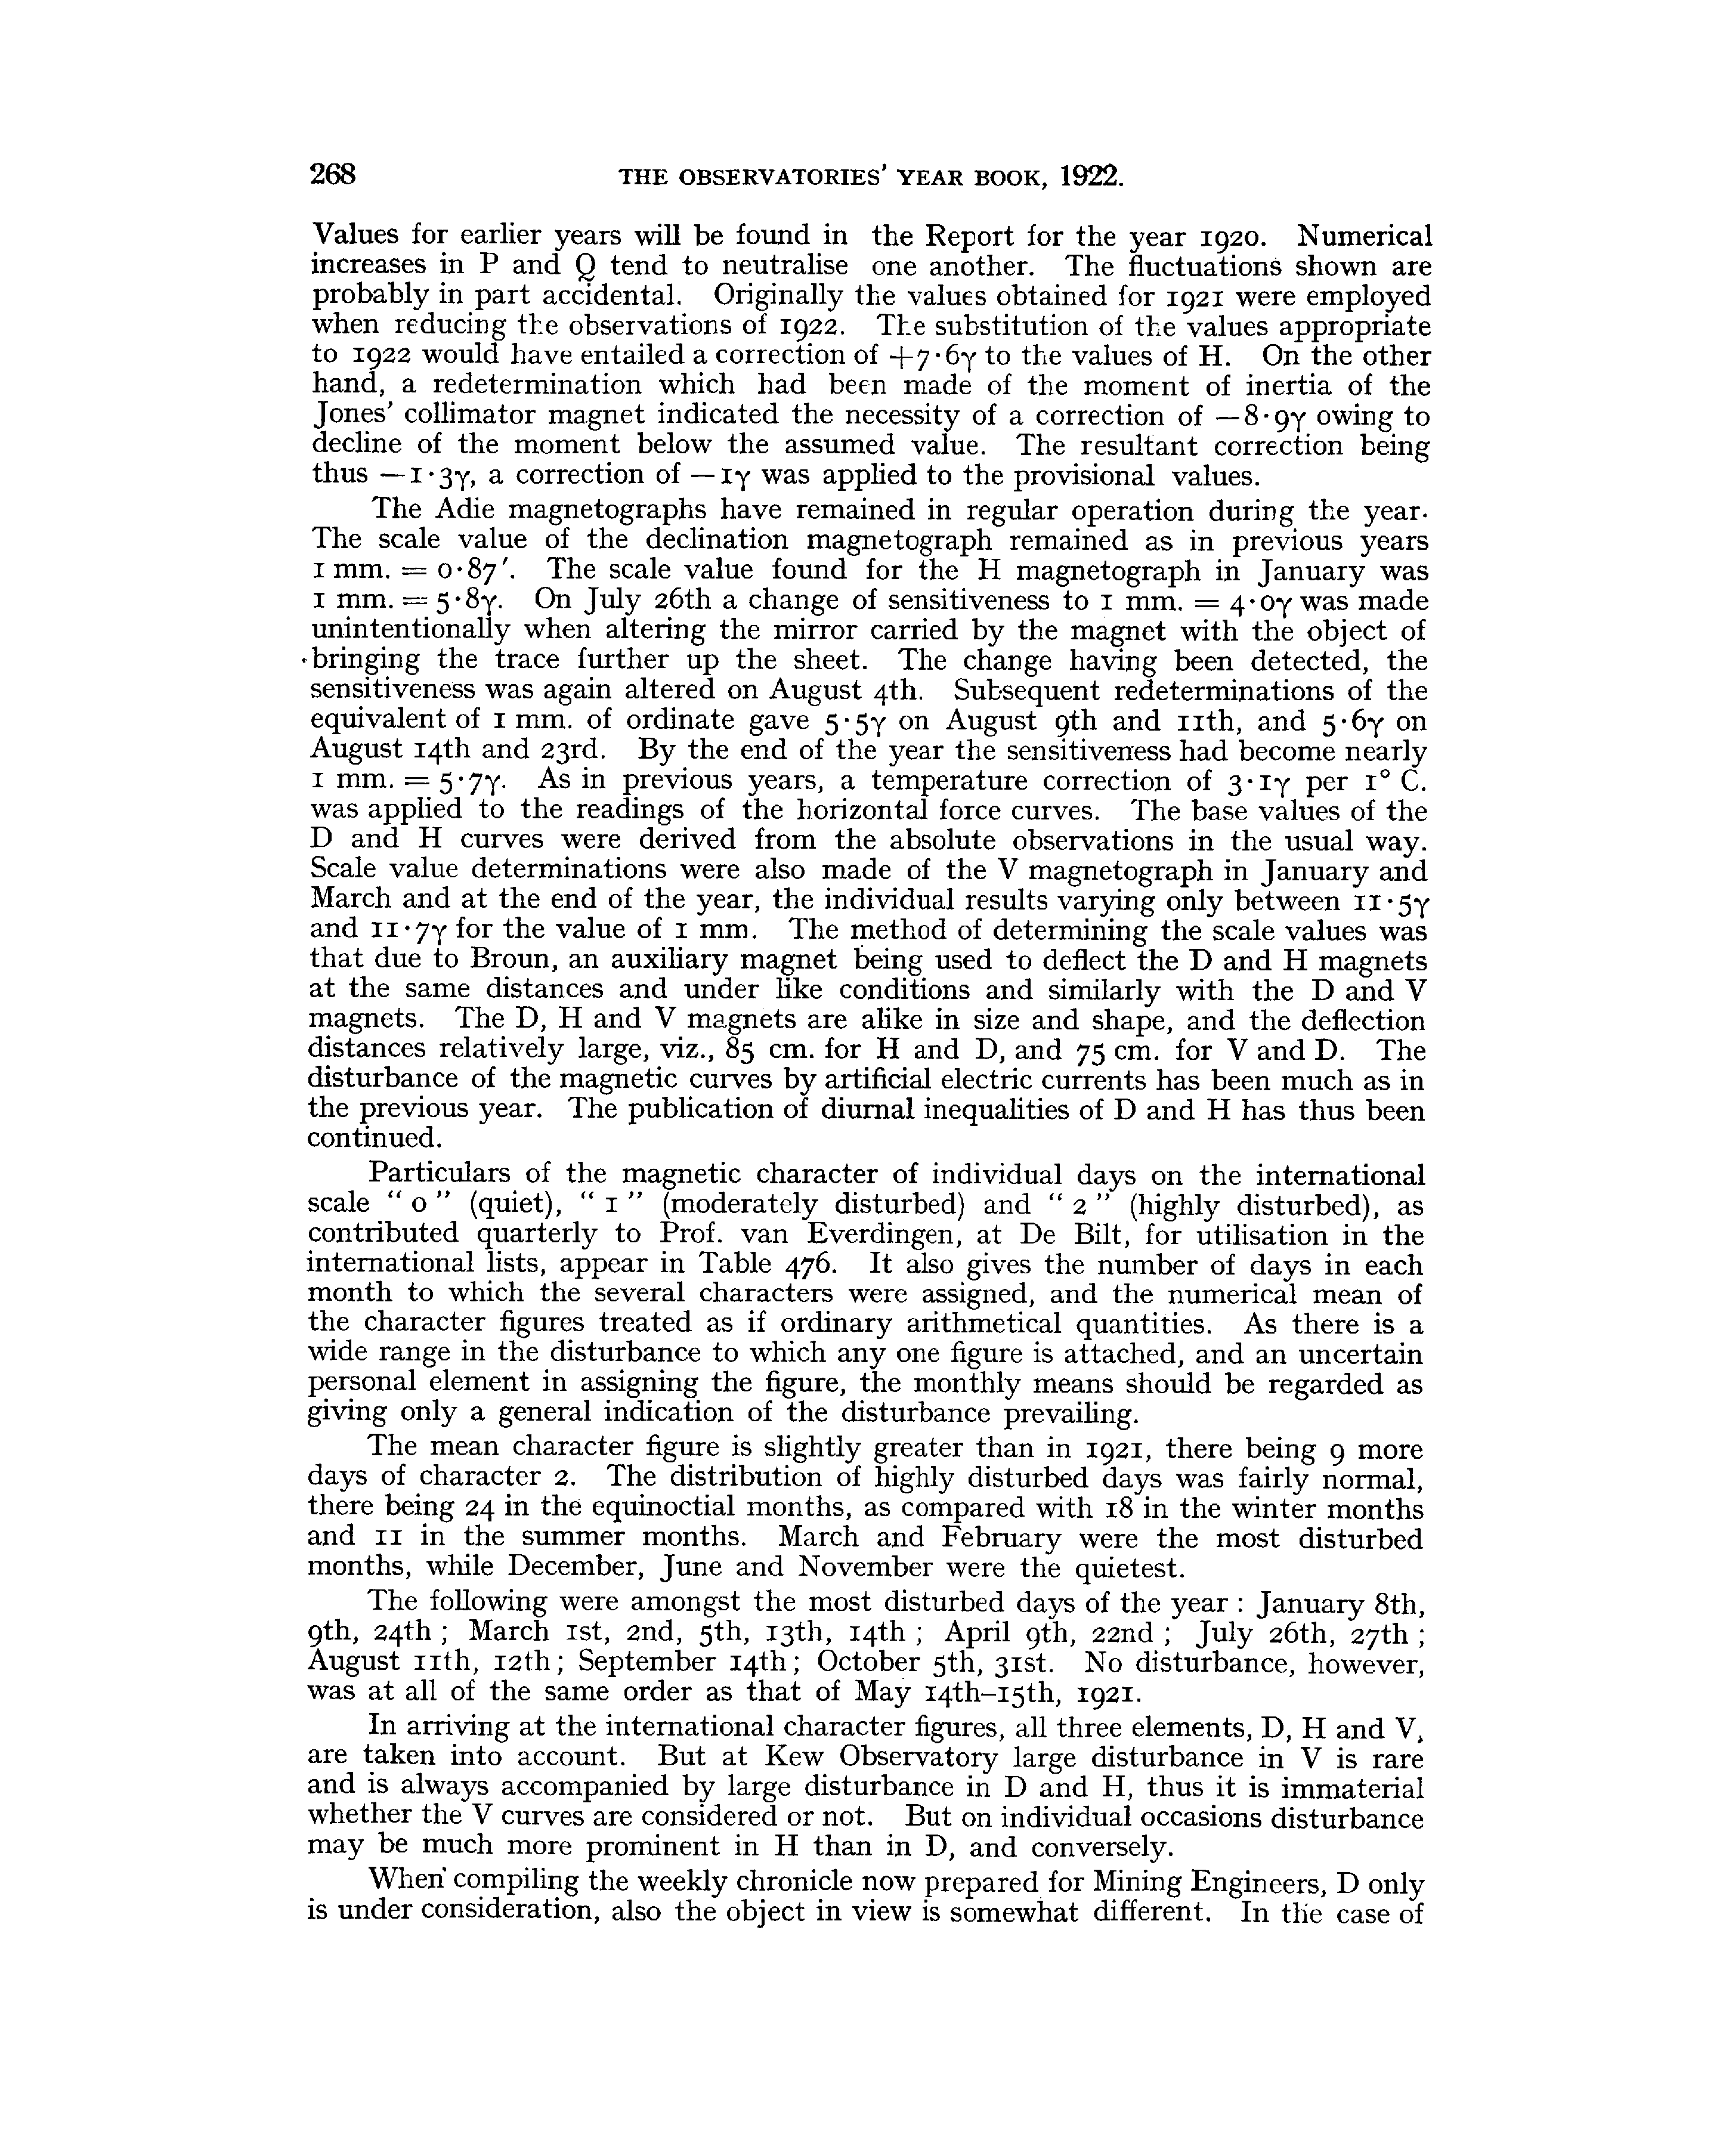 268 THE OBSERVATORIES' YEAR BOOK, 1922.
Values for earlier years will be found in the Report for the year 1920. Numerical
increases in P and Q tend to neutralise one another. The fluctuations shown are
probably in part accidental. Originally the values obtained for 1921 were employed
when reducing the observations of 1922. The substitution of the values appropriate
to 1922 would have entailed a correction of +7·6γ to the values of H. On the other
hand, a redetermination which had been made of the moment of inertia of the
Jones' collimator magnet indicated the necessity of a correction of —8·9γ owing to
decline of the moment below the assumed value. The resultant correction being
thus —1·3γ, a correction of —1γ was applied to the provisional values.
The Adie magnetographs have remained in regular operation during the year.
The scale value of the declination magnetograph remained as in previous years
1 mm. = 0·87′. The scale value found for the H magnetograph in January was
1 mm. = 5·8γ. On July 26th a change of sensitiveness to 1 mm. = 4·0γ was made
unintentionally when altering the mirror carried by the magnet with the object of
bringing the trace further up the sheet. The change having been detected, the
sensitiveness was again altered on August 4th. Subsequent redeterminations of the
equivalent of 1 mm. of ordinate gave 5·5γ on August 9th and 11th, and 5·6γ on
August 14th and 23rd. By the end of the year the sensitiveness had become nearly
1 mm. = 5·7γ. As in previous years, a temperature correction of 3·1γ per 1° C.
was applied to the readings of the horizontal force curves. The base values of the
D and H curves were derived from the absolute observations in the usual way.
Scale value determinations were also made of the V magnetograph in January and
March and at the end of the year, the individual results varying only between 11·5γ
and 11·7γ for the value of 1 mm. The method of determining the scale values was
that due to Broun, an auxiliary magnet being used to deflect the D and H magnets
at the same distances and under like conditions and similarly with the D and V
magnets. The D, H and V magnets are alike in size and shape, and the deflection
distances relatively large, viz., 85 cm. for H and D, and 75 cm. for V and D. The
disturbance of the magnetic curves by artificial electric currents has been much as in
the previous year. The publication of diurnal inequalities of D and H has thus been
continued.
Particulars of the magnetic character of individual days on the international
scale " 0 " (quiet), " 1 " (moderately disturbed) and " 2 " (highly disturbed), as
contributed quarterly to Prof. van Everdingen, at De Bilt, for utilisation in the
international lists, appear in Table 476. It also gives the number of days in each
month to which the several characters were assigned, and the numerical mean of
the character figures treated as if ordinary arithmetical quantities. As there is a
wide range in the disturbance to which any one figure is attached, and an uncertain
personal element in assigning the figure, the monthly means should be regarded as
giving only a general indication of the disturbance prevailing.
The mean character figure is slightly greater than in 1921, there being 9 more
days of character 2. The distribution of highly disturbed days was fairly normal,
there being 24 in the equinoctial months, as compared with 18 in the winter months
and 11 in the summer months. March and February were the most disturbed
months, while December, June and November were the quietest.
The following were amongst the most disturbed days of the year : January 8th,
9th, 24th ; March 1st, 2nd, 5th, 13th, 14th ; April 9th, 22nd ; July 26th, 27th ;
August 11th, 12th; September 14th; October 5th, 31st. No disturbance, however,
was at all of the same order as that of May 14th–15th, 1921.
In arriving at the international character figures, all three elements, D, H and V,
are taken into account. But at Kew Observatory large disturbance in V is rare
and is always accompanied by large disturbance in D and H, thus it is immaterial
whether the V curves are considered or not. But on individual occasions disturbance
may be much more prominent in H than in D, and conversely.
When compiling the weekly chronicle now prepared for Mining Engineers, D only
is under consideration, also the object in view is somewhat different. In the case of